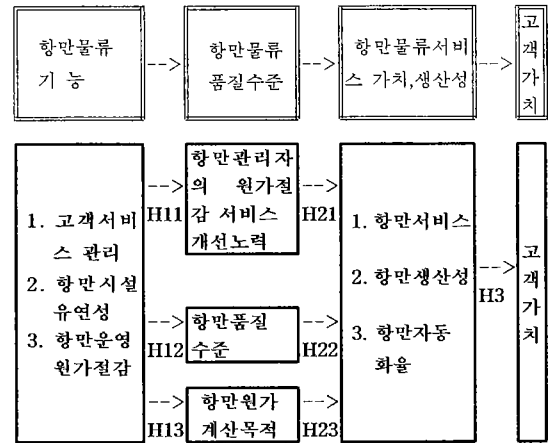 항만물류
기 능
-->
항만물류
품질수준
-->
항만물류서비
스 가치,생산성
-->
고
객
가
치
1. 고객서비
스 관리
2. 항만시설
유연성
3. 항만운영
원가절감
-->
H11
항만관리자
의 원가절
감 서비스
개선노력
-->
H21
-->
H12
항만품질
수준
-->
H22
-->
H13
항만원가
계산목적
-->
H23
1. 항만서비스
2. 항만생산성
3. 항만자동
화율
-->
H3
고
객
가
치